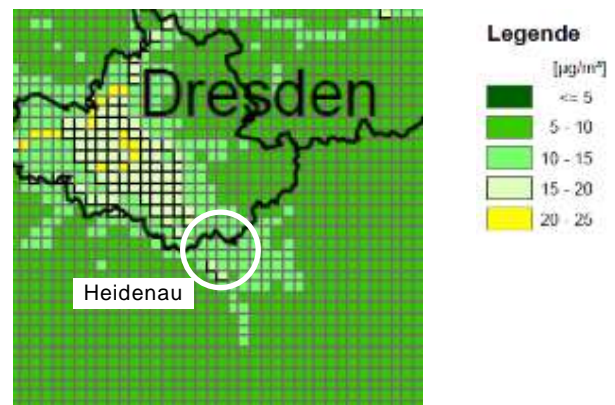 Dresden
Heidenau
Legende
[µg/m³]
<= 5
5 - 10
10 - 15
15 - 20
20 - 25